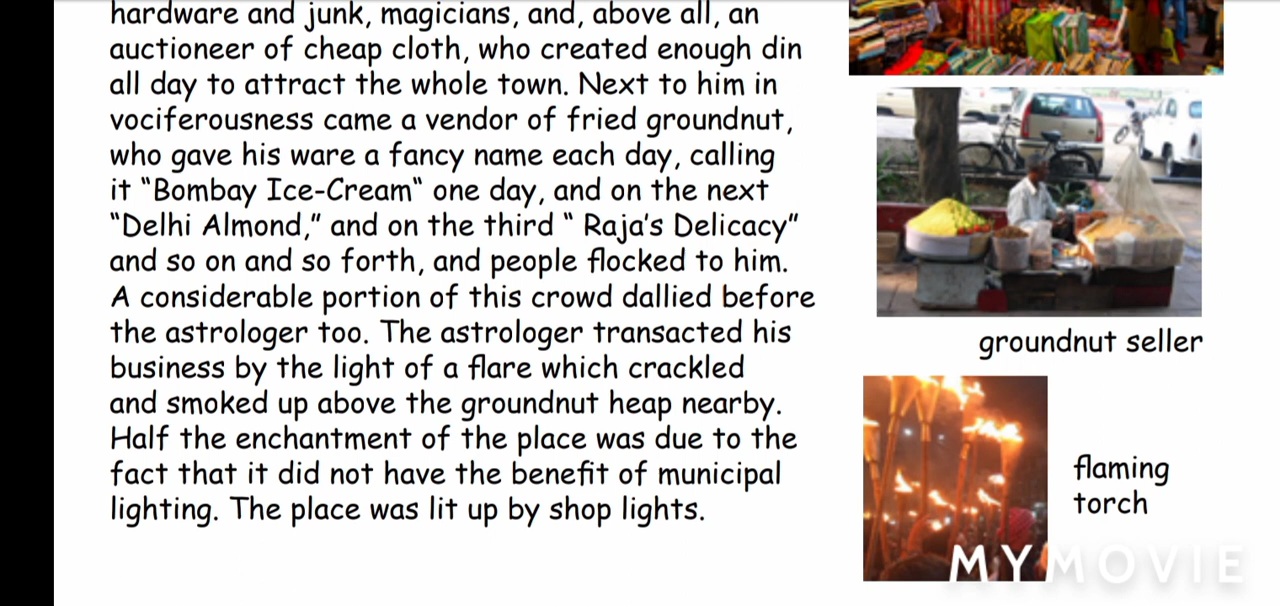 hardware and junk, magicians, and, above all, an
auctioneer of cheap cloth, who created enough din
all day to attract the whole town. Next to him in
vociferousness came a vendor of fried groundnut,
who gave his ware a fancy name each day, calling
it "Bombay Ice-Cream" one day, and on the next
"Delhi Almond," and on the third " Raja's Delicacy"
and so on and so forth, and people flocked to him.
A considerable portion of this crowd dallied before
the astrologer too. The astrologer transacted his
business by the light of a flare which crackled
and smoked up above the groundnut heap nearby.
Half the enchantment of the place was due to the
fact that it did not have the benefit of municipal
lighting. The place was lit up by shop lights.
groundnut seller
flaming
torch
MYMOVIE